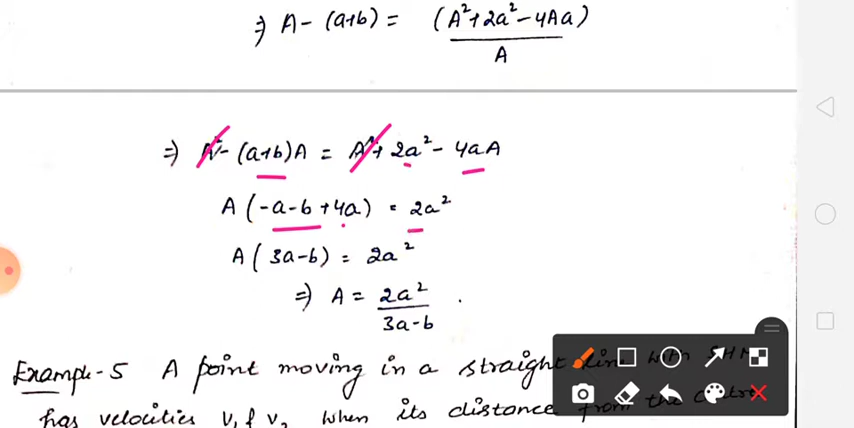 ⇒ A - (a+b) = (A²+2a²-4Aa)
A
⇒ A² - (a+b)A = A² + 2a² - 4aA
A (-a-b+4a) = 2a²
A (3a-b) = 2a²
⇒ A = 2a²
3a-b
Example-5 A point moving in a straight line with SHM
has velocities v₁ & v₂ when its distance from the centre